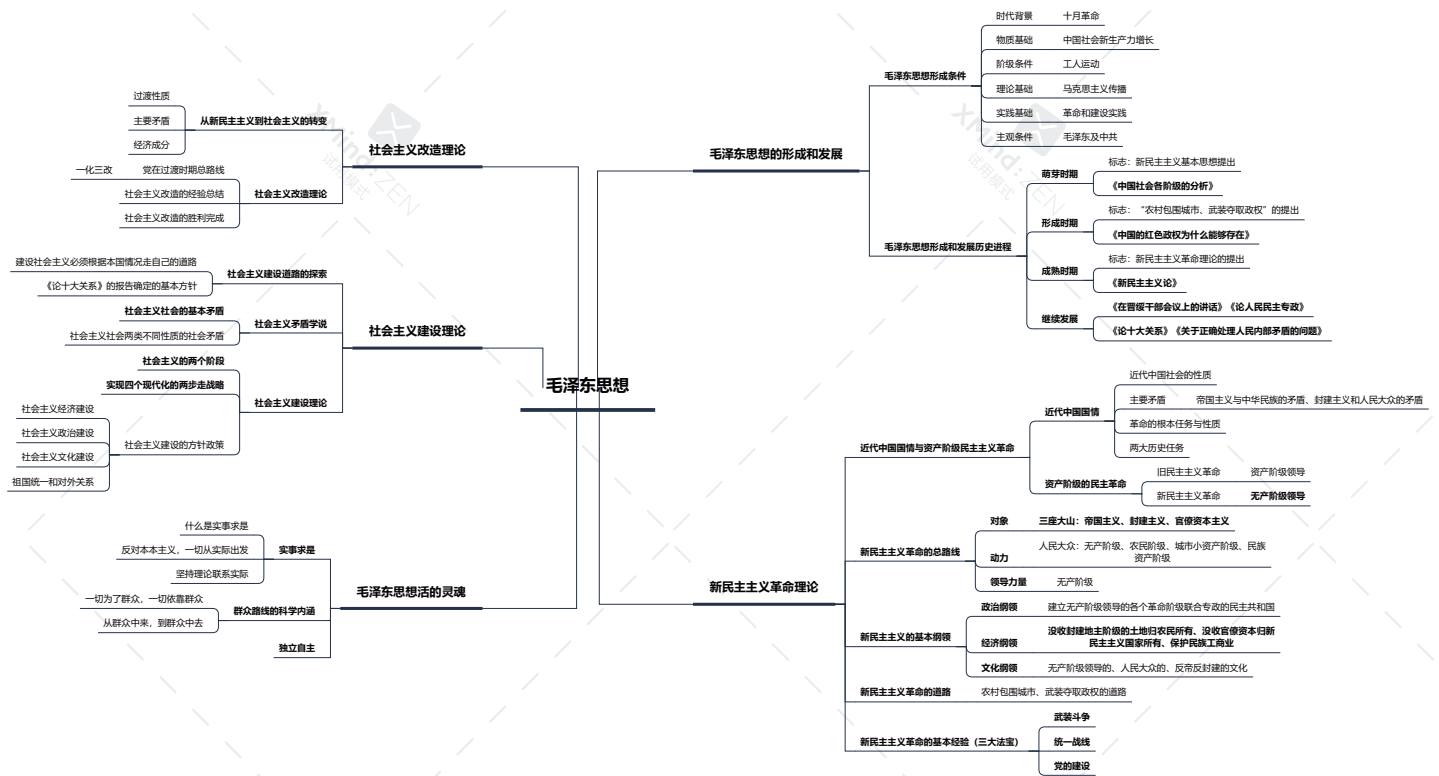 毛泽东思想
毛泽东思想的形成和发展
毛泽东思想形成条件
时代背景
十月革命
物质基础
中国社会新生产力增长
阶级条件
工人运动
理论基础
马克思主义传播
实践基础
革命和建设实践
主观条件
毛泽东及中共
毛泽东思想形成和发展历史进程
萌芽时期
标志：新民主主义基本思想提出
《中国社会各阶级的分析》
形成时期
标志：“农村包围城市、武装夺取政权”的提出
《中国的红色政权为什么能够存在》
成熟时期
标志：新民主主义革命理论的提出
《新民主主义论》
继续发展
《在晋绥干部会议上的讲话》《论人民民主专政》
《论十大关系》《关于正确处理人民内部矛盾的问题》
新民主主义革命理论
近代中国国情与资产阶级民主主义革命
近代中国国情
近代中国社会的性质
主要矛盾
帝国主义与中华民族的矛盾、封建主义和人民大众的矛盾
革命的根本任务与性质
两大历史任务
资产阶级的民主革命
旧民主主义革命
资产阶级领导
新民主主义革命
无产阶级领导
新民主主义革命的总路线
对象
三座大山：帝国主义、封建主义、官僚资本主义
动力
人民大众：无产阶级、农民阶级、城市小资产阶级、民族
资产阶级
领导力量
无产阶级
新民主主义的基本纲领
政治纲领
建立无产阶级领导的各个革命阶级联合专政的民主共和国
经济纲领
没收封建地主阶级的土地归农民所有、没收官僚资本归新
民主主义国家所有、保护民族工商业
文化纲领
无产阶级领导的、人民大众的、反帝反封建的文化
新民主主义革命的道路
农村包围城市、武装夺取政权的道路
新民主主义革命的基本经验（三大法宝）
武装斗争
统一战线
党的建设
社会主义改造理论
从新民主主义到社会主义的转变
过渡性质
主要矛盾
经济成分
社会主义改造理论
党在过渡时期总路线
一化三改
社会主义改造的经验总结
社会主义改造的胜利完成
社会主义建设理论
社会主义建设道路的探索
建设社会主义必须根据本国情况走自己的道路
《论十大关系》的报告确定的基本方针
社会主义矛盾学说
社会主义社会的基本矛盾
社会主义社会两类不同性质的社会矛盾
社会主义建设理论
社会主义的两个阶段
实现四个现代化的两步走战略
社会主义建设的方针政策
社会主义经济建设
社会主义政治建设
社会主义文化建设
祖国统一和对外关系
毛泽东思想活的灵魂
实事求是
什么是实事求是
反对本本主义，一切从实际出发
坚持理论联系实际
群众路线的科学内涵
一切为了群众，一切依靠群众
从群众中来，到群众中去
独立自主
XMind:ZEN
试用模式
XMind:ZEN
试用模式